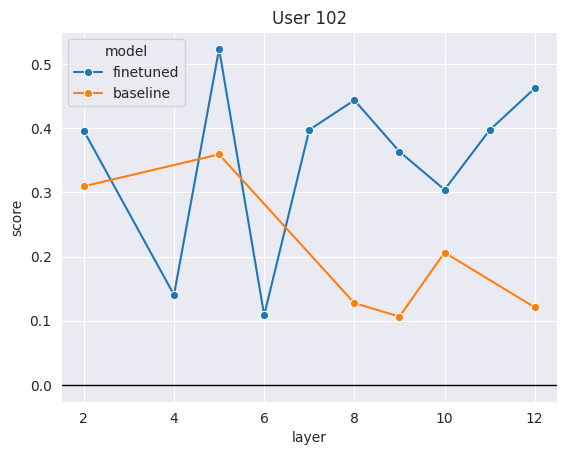 User 102
model
finetuned
baseline
score
0.5
0.4
0.3
0.2
0.1
0.0
2 4 6 8 10 12
layer